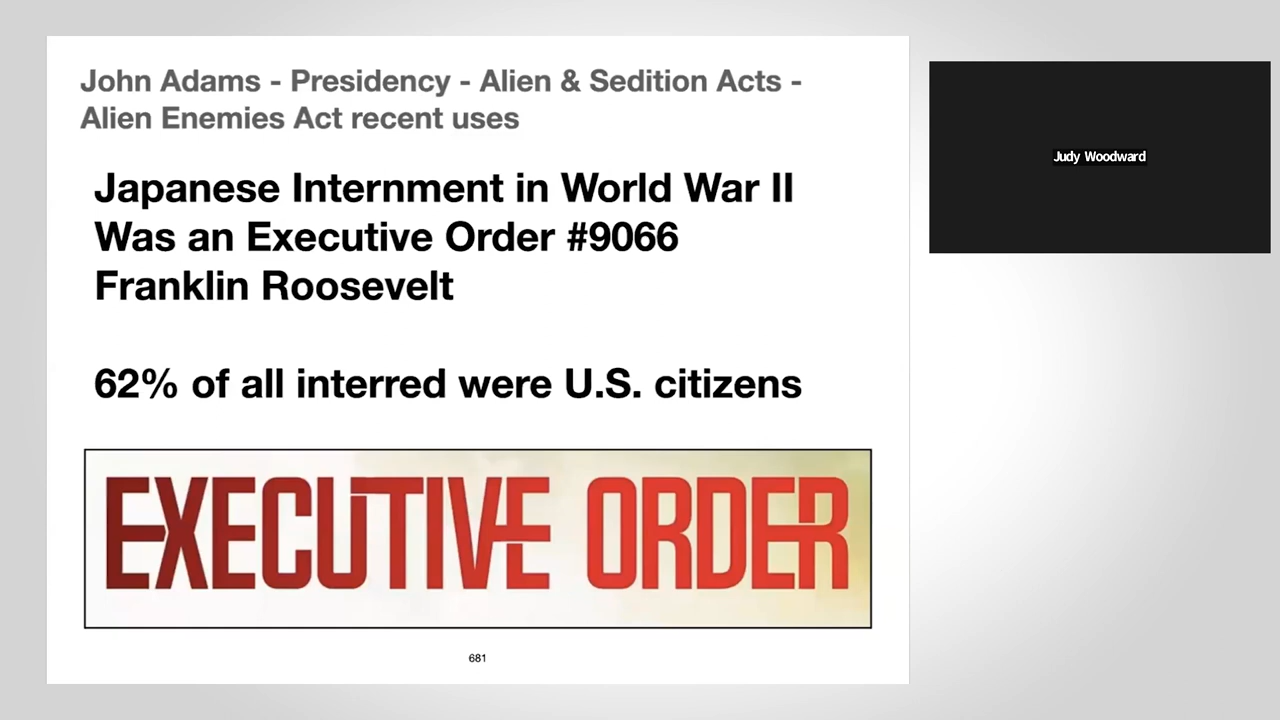 John Adams - Presidency - Alien & Sedition Acts -
Alien Enemies Act recent uses
Japanese Internment in World War II
Was an Executive Order #9066
Franklin Roosevelt
62% of all interred were U.S. citizens
EXECUTIVE ORDER
681
Judy Woodward